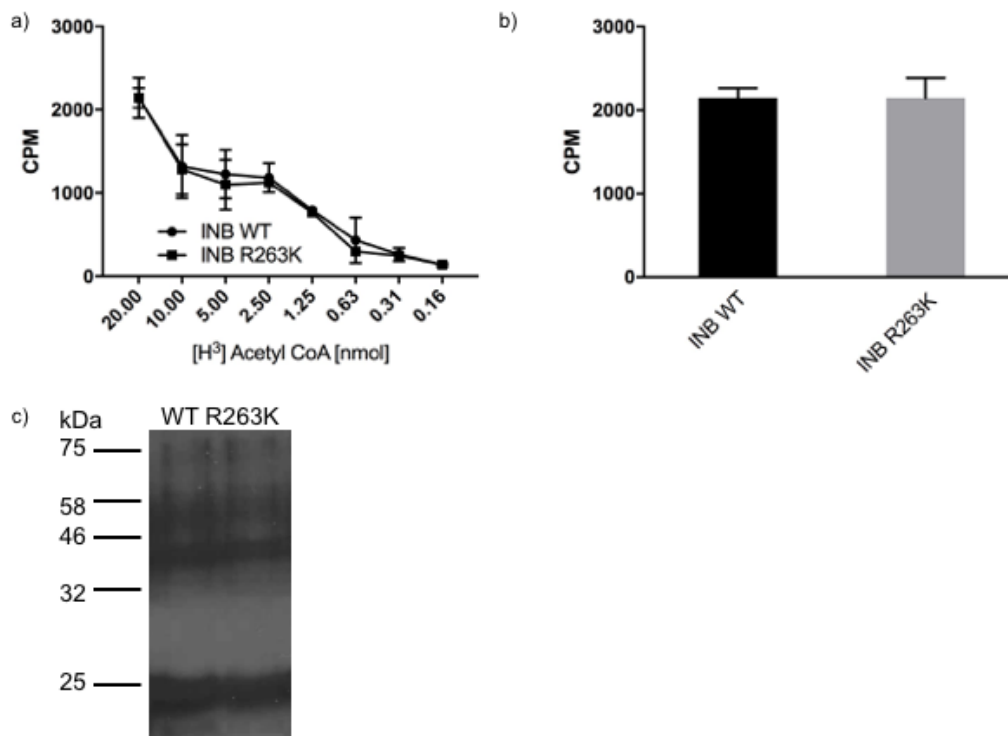 a)
3000
2000
1000
0
CPM
INB WT
INB R263K
20.00
10.00
5.00
2.50
1.25
0.63
0.31
0.16
[H³] Acetyl CoA [nmol]
b)
3000
2000
1000
0
CPM
INB WT
INB R263K
c)
kDa
WT R263K
75
58
46
32
25